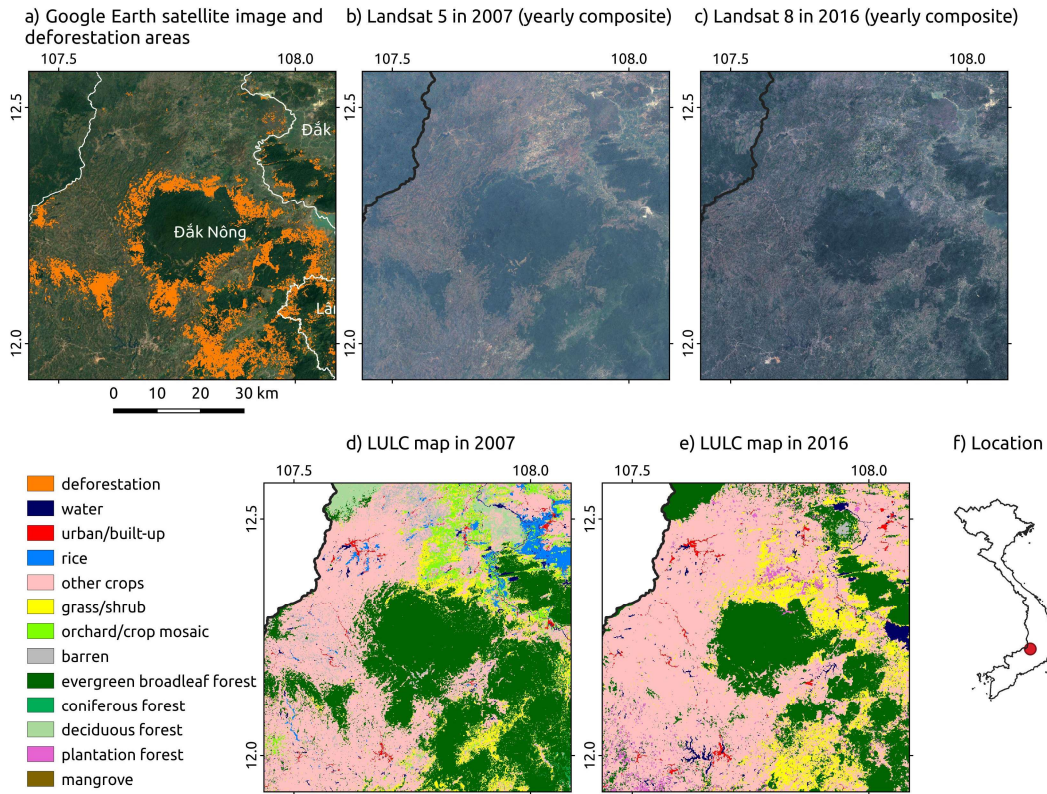 a) Google Earth satellite image and
deforestation areas
b) Landsat 5 in 2007 (yearly composite)
c) Landsat 8 in 2016 (yearly composite)
107.5 108.0
107.5 108.0
107.5 108.0
12.5
12.5
12.5
Đắk
Đắk Nông
Lâ
12.0
12.0
12.0
0 10 20 30 km
d) LULC map in 2007
e) LULC map in 2016
f) Location
107.5 108.0
107.5 108.0
12.5
12.5
12.0
12.0
deforestation
water
urban/built-up
rice
other crops
grass/shrub
orchard/crop mosaic
barren
evergreen broadleaf forest
coniferous forest
deciduous forest
plantation forest
mangrove